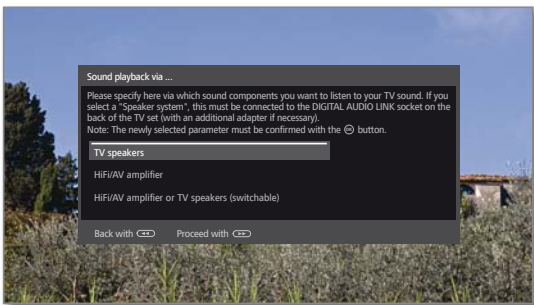 Sound playback via ...
Please specify here via which sound components you want to listen to your TV sound. If you
select a "Speaker system", this must be connected to the DIGITAL AUDIO LINK socket on the
back of the TV set (with an additional adapter if necessary).
Note: The newly selected parameter must be confirmed with the OK button.
TV speakers
HiFi/AV amplifier
HiFi/AV amplifier or TV speakers (switchable)
Back with Proceed with